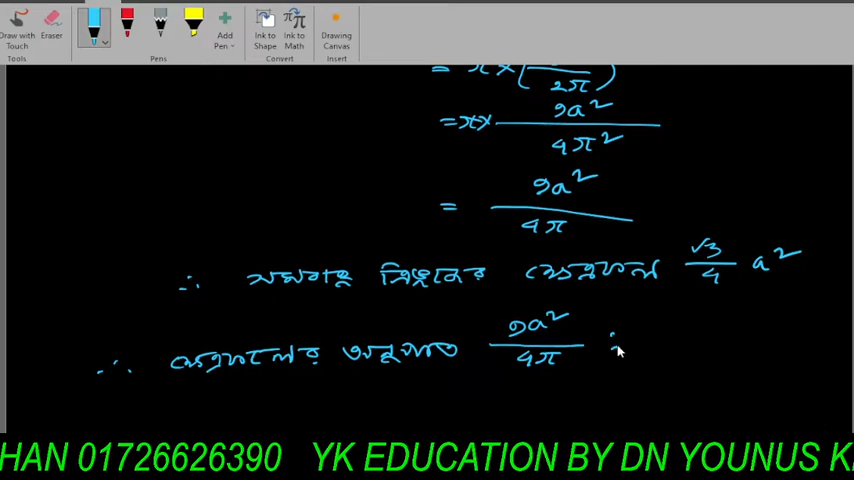 Draw with Touch
Eraser
Add Pen
Ink to Shape
Ink to Math
Drawing Canvas
Tools
Pens
Convert
Insert
2π
=π× 9a²
4π²
= 9a²
4π
∴ সমবাহু ত্রিভুজের ক্ষেত্রফল √3/4 a²
∴ ক্ষেত্রফলের অনুপাত 9a²/4π :
HAN 01726626390 YK EDUCATION BY DN YOUNUS K